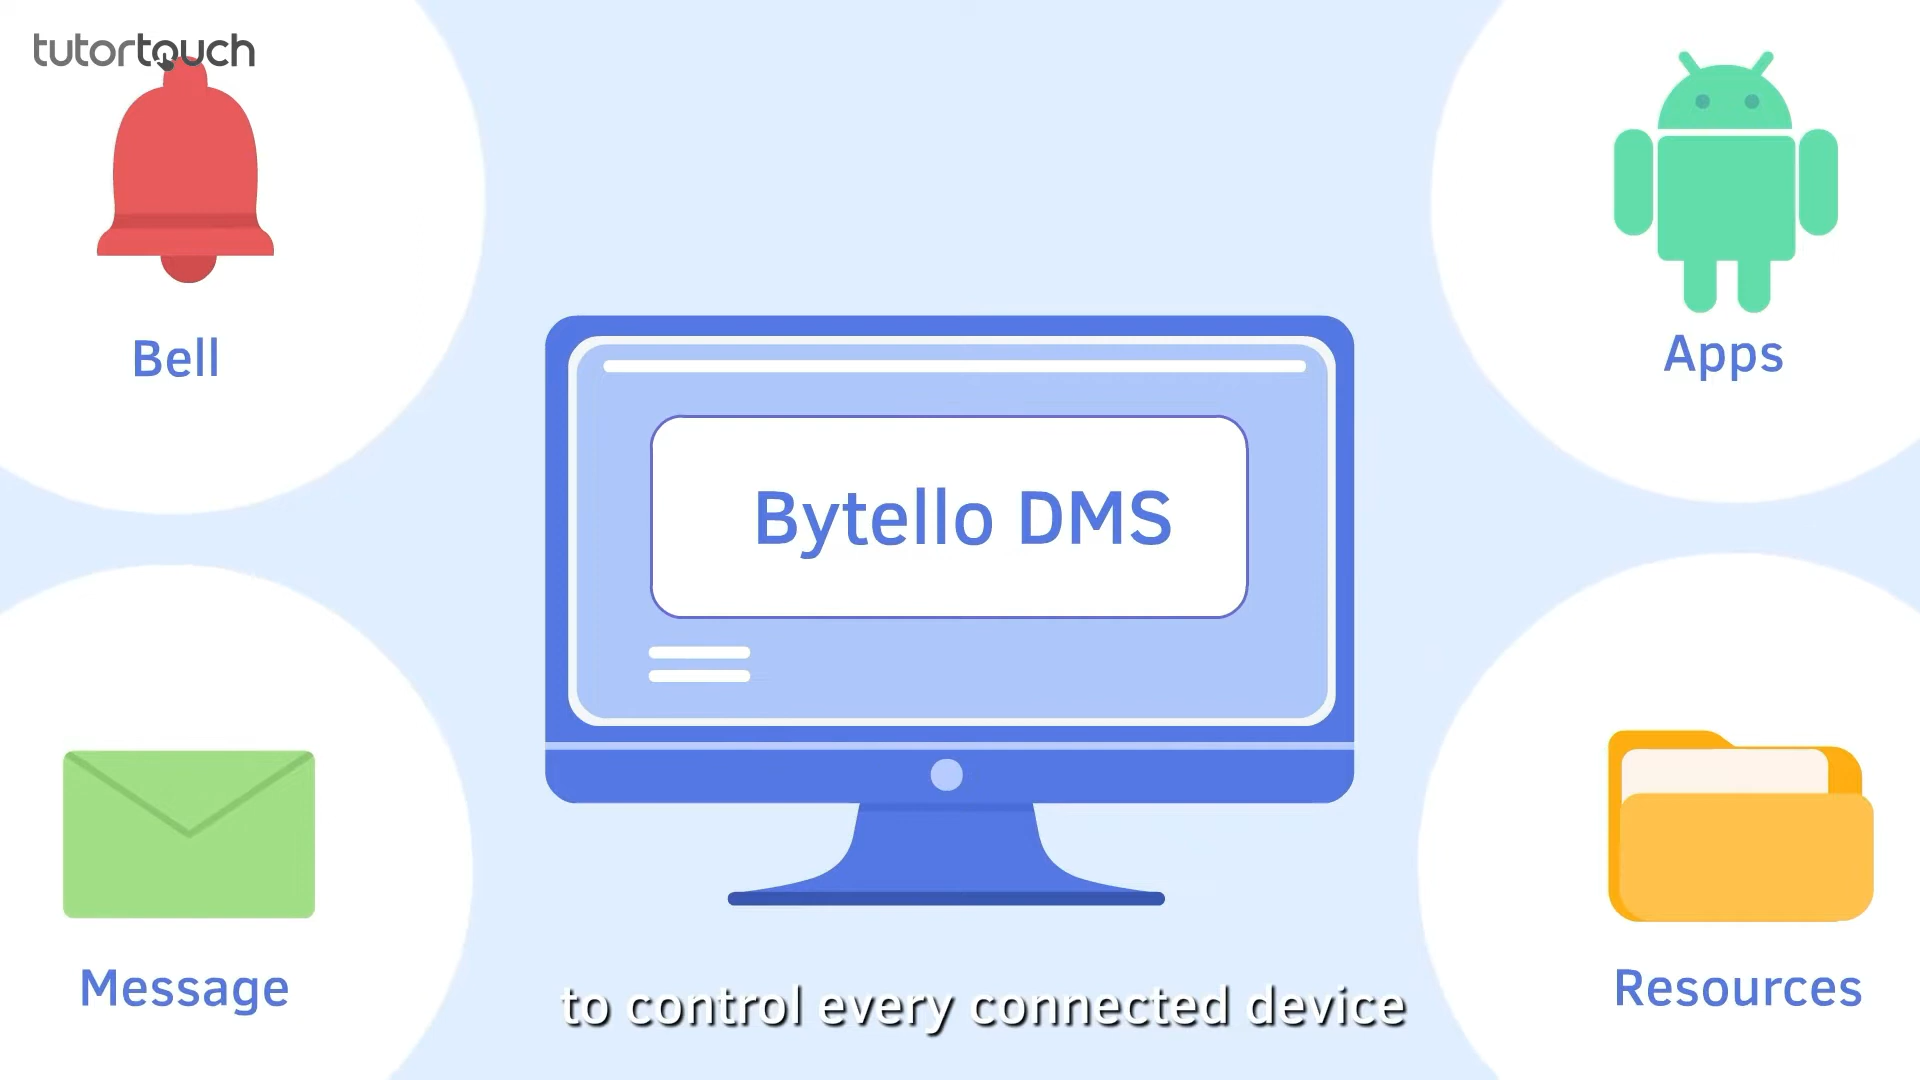 tutortouch
Bell
Apps
Bytello DMS
Message
Resources
to control every connected device